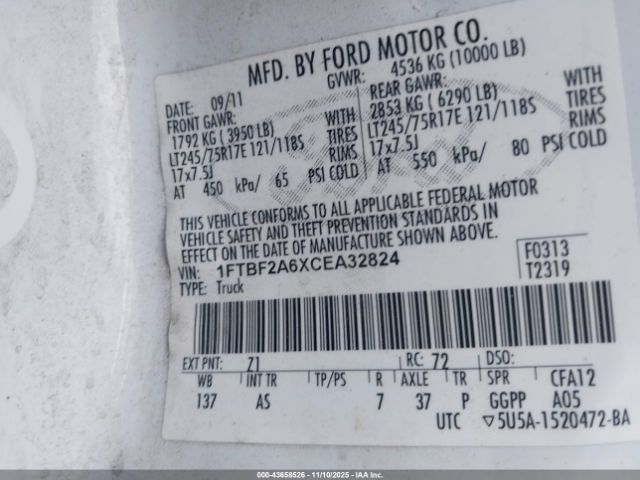 MFD. BY FORD MOTOR CO.
DATE: 09/11 GVWR: 4536 KG (10000 LB)
FRONT GAWR: REAR GAWR:
1792 KG ( 3950 LB) WITH 2853 KG ( 6290 LB) WITH
LT245/75R17E 121/118S TIRES LT245/75R17E 121/118S TIRES
17x7.5J RIMS 17x7.5J RIMS
AT 450 kPa/ 65 PSI COLD AT 550 kPa/ 80 PSI COLD
THIS VEHICLE CONFORMS TO ALL APPLICABLE FEDERAL MOTOR
VEHICLE SAFETY AND THEFT PREVENTION STANDARDS IN
EFFECT ON THE DATE OF MANUFACTURE SHOWN ABOVE.
VIN: 1FTBF2A6XCEA32824 F0313
TYPE: Truck T2319
EXT PNT: Z1 RC: 72 DSO:
WB INT TR TP/PS R AXLE TR SPR CFA12
137 AS 7 37 P GGPP A05
UTC ▽5U5A-1520472-BA
000-43658526 - 11/10/2025 - IAAI.com